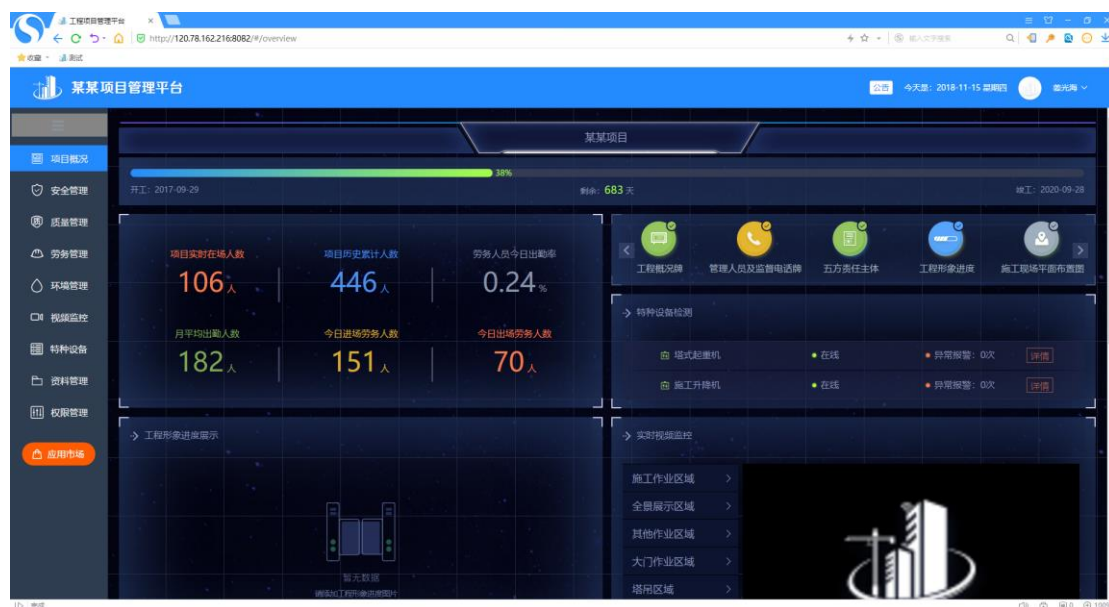 工程项目管理平台
http://120.78.162.216:8082/#/overview
收藏 测试
某某项目管理平台
公告 今天是：2018-11-15 星期四
某某项目
项目概况
38%
开工：2017-09-29 剩余：683 天 竣工：2020-09-28
安全管理
质量管理
劳务管理
环境管理
视频监控
特种设备
资料管理
权限管理
应用市场
项目实时在场人数 项目历史累计人数 劳务人员今日出勤率
106人 446人 0.24%
月平均出勤人数 今日进场劳务人数 今日出场劳务人数
182人 151人 70人
工程概况牌 管理人员及监督电话牌 五方责任主体 工程形象进度 施工现场平面布置图
特种设备检测
塔式起重机 在线 异常报警：0次 详情
施工升降机 在线 异常报警：0次 详情
工程形象进度展示
暂无数据
请添加工程形象进度图片
实时视频监控
施工作业区域
全景展示区域
其他作业区域
大门作业区域
塔吊区域